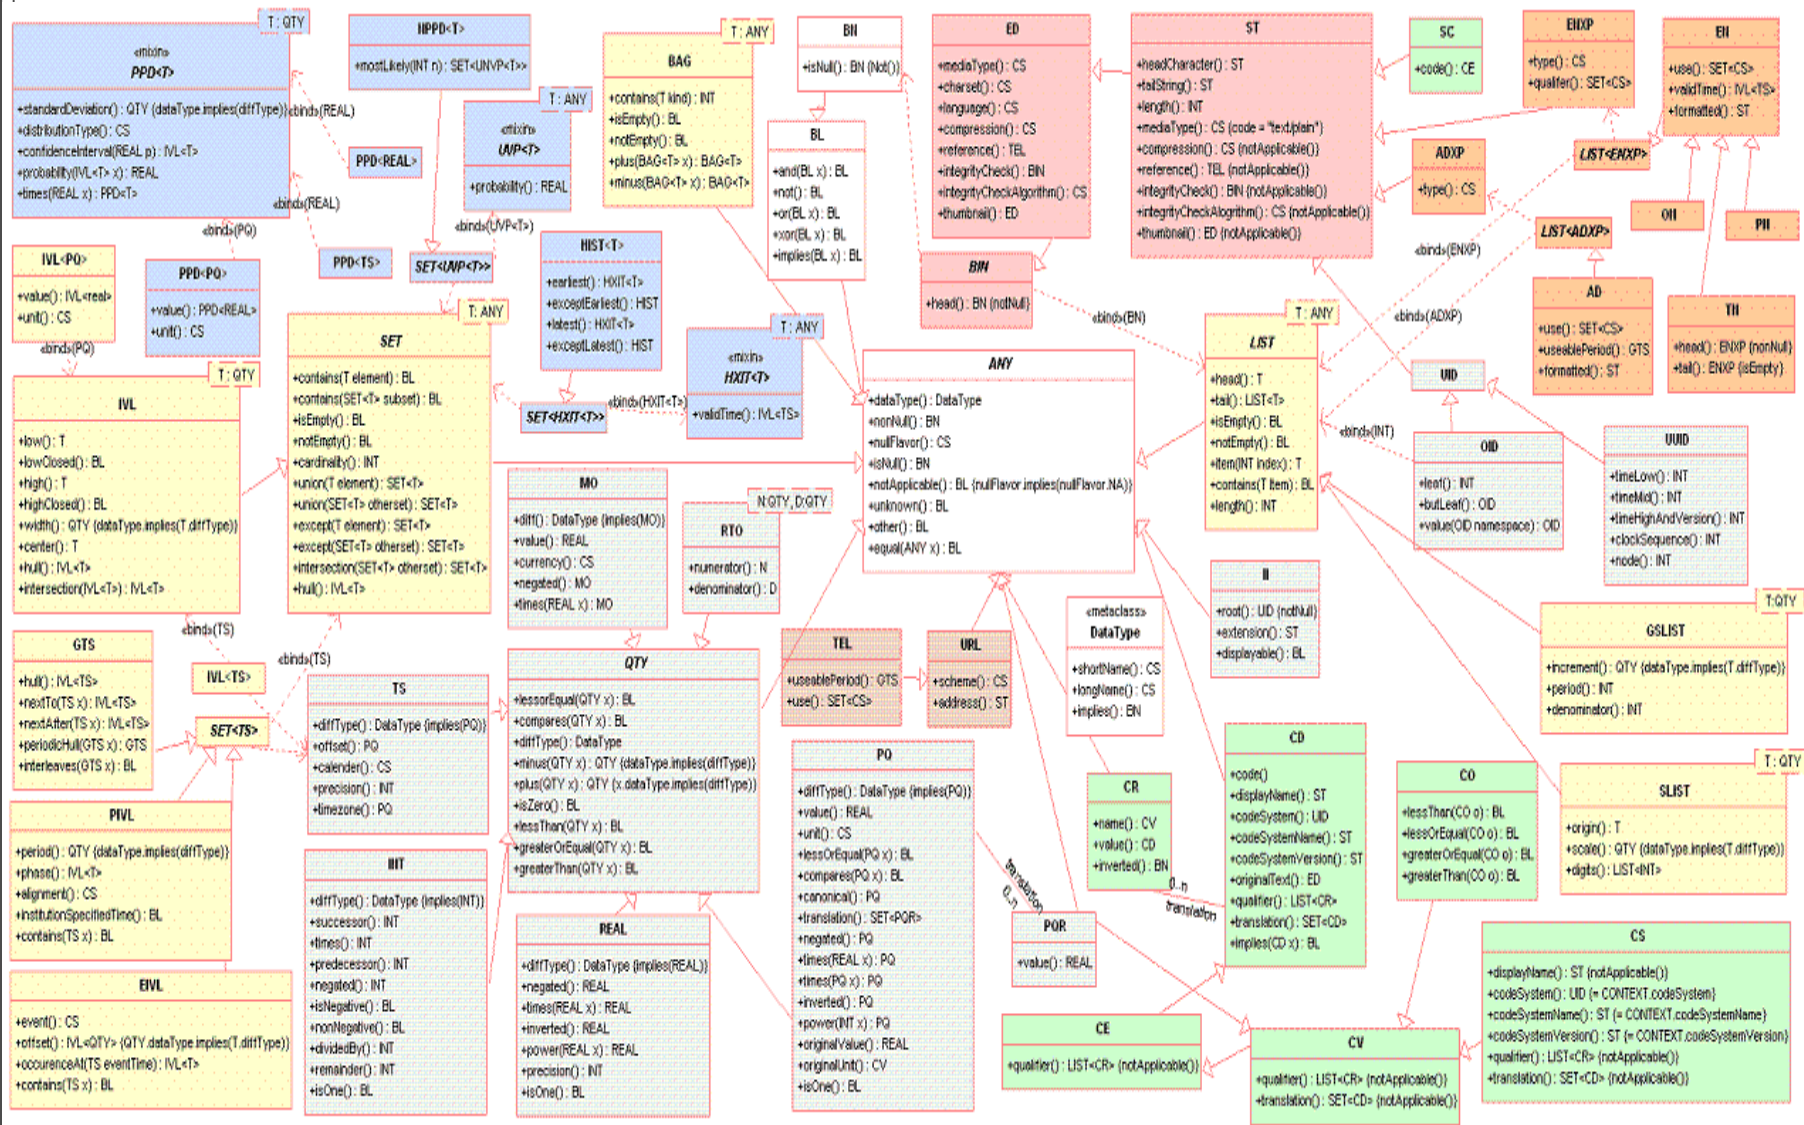 T: QTY
«mixin»
PPD<T>
+standardDeviation() : QTY {dataType.implies(diffType)}
+distributionType() : CS
+confidenceInterval(REAL p) : IVL<T>
+probability(IVL<T> x) : REAL
+times(REAL x) : PPD<T>
NPPD<T>
+mostLikely(INT n) : SET<UNVP<T>>
«bind»(REAL)
PPD<REAL>
T: ANY
«mixin»
UVP<T>
+probability() : REAL
«bind»(REAL)
«bind»(UVP<T>)
«bind»(PQ)
PPD<TS>
SET<UVP<T>>
IVL<PQ>
+value() : IVL<real>
+unit() : CS
«bind»(PQ)
PPD<PQ>
+value() : PPD<REAL>
+unit() : CS
T: ANY
BAG
+contains(T kind) : INT
+isEmpty() : BL
+notEmpty() : BL
+plus(BAG<T> x) : BAG<T>
+minus(BAG<T> x) : BAG<T>
BN
+isNull() : BN {Not()}
BL
+and(BL x) : BL
+not() : BL
+or(BL x) : BL
+xor(BL x) : BL
+implies(BL x) : BL
ED
+mediaType() : CS
+charset() : CS
+language() : CS
+compression() : CS
+reference() : TEL
+integrityCheck() : BIN
+integrityCheckAlgorithm() : CS
+thumbnail() : ED
BIN
+head() : BN {notNull}
«bind»(BN)
ST
+headCharacter() : ST
+tailString() : ST
+length() : INT
+mediaType() : CS {code = "text/plain"}
+compression() : CS {notApplicable()}
+reference() : TEL {notApplicable()}
+integrityCheck() : BIN {notApplicable()}
+integrityCheckAlogrithm() : CS {notApplicable()}
+thumbnail() : ED {notApplicable()}
SC
+code() : CE
ENXP
+type() : CS
+qualifer() : SET<CS>
EN
+use() : SET<CS>
+validTime() : IVL<TS>
+formatted() : ST
ADXP
+type() : CS
LIST<ENXP>
LIST<ADXP>
ON
PN
«bind»(ENXP)
«bind»(ADXP)
AD
+use() : SET<CS>
+useablePeriod() : GTS
+formatted() : ST
TN
+head() : ENXP {nonNull}
+tail() : ENXP {isEmpty}
HIST<T>
+earliest() : HXIT<T>
+exceptEarliest() : HIST
+latest() : HXIT<T>
+exceptLatest() : HIST
T: ANY
«mixin»
HXIT<T>
+validTime() : IVL<TS>
SET<HXIT<T>>
«bind»(HXIT<T>)
T: ANY
SET
+contains(T element) : BL
+contains(SET<T> subset) : BL
+isEmpty() : BL
+notEmpty() : BL
+cardinality() : INT
+union(T element) : SET<T>
+union(SET<T> otherset) : SET<T>
+except(T element) : SET<T>
+except(SET<T> otherset) : SET<T>
+intersection(SET<T> otherset) : SET<T>
+hull() : IVL<T>
T: QTY
IVL
+low() : T
+lowClosed() : BL
+high() : T
+highClosed() : BL
+width() : QTY {dataType.implies(T.diffType)}
+center() : T
+hull() : IVL<T>
+intersection(IVL<T>) : IVL<T>
ANY
+dataType() : DataType
+nonNull() : BN
+nullFlavor() : CS
+isNull() : BN
+notApplicable() : BL {nullFlavor.implies(nullFlavor.NA)}
+unknown() : BL
+other() : BL
+equal(ANY x) : BL
T: ANY
LIST
+head() : T
+tail() : LIST<T>
+isEmpty() : BL
+notEmpty() : BL
+item(INT index) : T
+contains(T item) : BL
+length() : INT
«bind»(INT)
UID
OID
+leaf() : INT
+butLeaf() : OID
+value(OID namespace) : OID
UUID
+timeLow() : INT
+timeMid() : INT
+timeHighAndVersion() : INT
+clockSequence() : INT
+node() : INT
MO
+diff() : DataType {implies(MO)}
+value() : REAL
+currency() : CS
+negated() : MO
+times(REAL x) : MO
N:QTY,D:QTY
RTO
+numerator() : N
+denominator() : D
II
+root() : UID {notNull}
+extension() : ST
+displayable() : BL
«metaclass»
DataType
+shortName() : CS
+longName() : CS
+implies() : BN
T:QTY
GSLIST
+increment() : QTY {dataType.implies(T.diffType)}
+period() : INT
+denominator() : INT
«bind»(TS)
«bind»(TS)
GTS
+hull() : IVL<TS>
+nextTo(TS x) : IVL<TS>
+nextAfter(TS x) : IVL<TS>
+periodicHull(GTS x) : GTS
+interleaves(GTS x) : BL
IVL<TS>
SET<TS>
TS
+diffType() : DataType {implies(PQ)}
+offset() : PQ
+calender() : CS
+precision() : INT
+timezone() : PQ
QTY
+lessorEqual(QTY x) : BL
+compares(QTY x) : BL
+diffType() : DataType
+minus(QTY x) : QTY {dataType.implies(diffType)}
+plus(QTY x) : QTY {x.dataType.implies(diffType)}
+isZero() : BL
+lessThan(QTY x) : BL
+greaterOrEqual(QTY x) : BL
+greaterThan(QTY x) : BL
TEL
+useablePeriod() : GTS
+use() : SET<CS>
URL
+scheme() : CS
+address() : ST
PIVL
+period() : QTY {dataType.implies(diffType)}
+phase() : IVL<T>
+alignment() : CS
+institutionSpecifiedTime() : BL
+contains(TS x) : BL
EIVL
+event() : CS
+offset() : IVL<QTY> {QTY.dataType.implies(T.diffType)}
+occurenceAt(TS eventTime) : IVL<T>
+contains(TS x) : BL
INT
+diffType() : DataType {implies(INT)}
+successor() : INT
+times() : INT
+predecessor() : INT
+negated() : INT
+isNegative() : BL
+nonNegative() : BL
+dividedBy() : INT
+remainder() : INT
+isOne() : BL
REAL
+diffType() : DataType {implies(REAL)}
+negated() : REAL
+times(REAL x) : REAL
+inverted() : REAL
+power(REAL x) : REAL
+precision() : INT
+isOne() : BL
PQ
+diffType() : DataType {implies(PQ)}
+value() : REAL
+unit() : CS
+lessOrEqual(PQ x) : BL
+compares(PQ x) : BL
+canonical() : PQ
+translation() : SET<PQR>
+negated() : PQ
+times(REAL x) : PQ
+times(PQ x) : PQ
+inverted() : PQ
+power(INT x) : PQ
+originalValue() : REAL
+originalUnit() : CV
+isOne() : BL
translation
0..n
PQR
+value() : REAL
CR
+name() : CV
+value() : CD
+inverted() : BN
0..n
translation
CD
+code()
+displayName() : ST
+codeSystem() : UID
+codeSystemName() : ST
+codeSystemVersion() : ST
+originalText() : ED
+qualifier() : LIST<CR>
+translation() : SET<CD>
+implies(CD x) : BL
CO
+lessThan(CO o) : BL
+lessOrEqual(CO o) : BL
+greaterOrEqual(CO o) : BL
+greaterThan(CO o) : BL
T: QTY
SLIST
+origin() : T
+scale() : QTY {dataType.implies(T.diffType)}
+digits() : LIST<INT>
CE
+qualifier() : LIST<CR> {notApplicable()}
CV
+qualifier() : LIST<CR> {notApplicable()}
+translation() : SET<CD> {notApplicable()}
CS
+displayName() : ST {notApplicable()}
+codeSystem() : UID {= CONTEXT.codeSystem}
+codeSystemName() : ST {= CONTEXT.codeSystemName}
+codeSystemVersion() : ST {= CONTEXT.codeSystemVersion}
+qualifier() : LIST<CR> {notApplicable()}
+translation() : SET<CD> {notApplicable()}